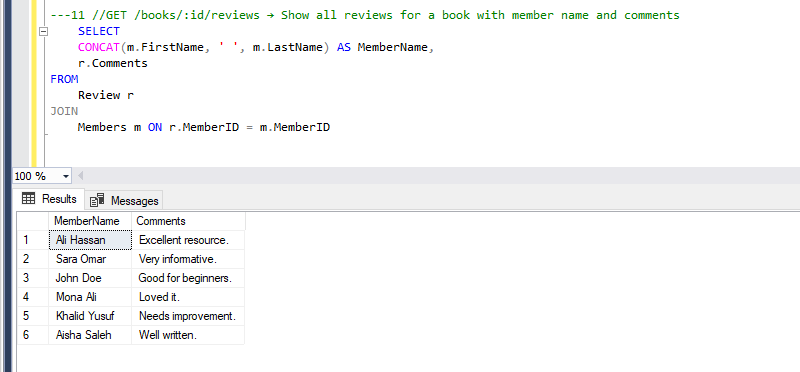 ---11 //GET /books/:id/reviews → Show all reviews for a book with member name and comments
SELECT
CONCAT(m.FirstName, ' ', m.LastName) AS MemberName,
r.Comments
FROM
Review r
JOIN
Members m ON r.MemberID = m.MemberID
100 %
Results Messages
MemberName Comments
1 Ali Hassan Excellent resource.
2 Sara Omar Very informative.
3 John Doe Good for beginners.
4 Mona Ali Loved it.
5 Khalid Yusuf Needs improvement.
6 Aisha Saleh Well written.